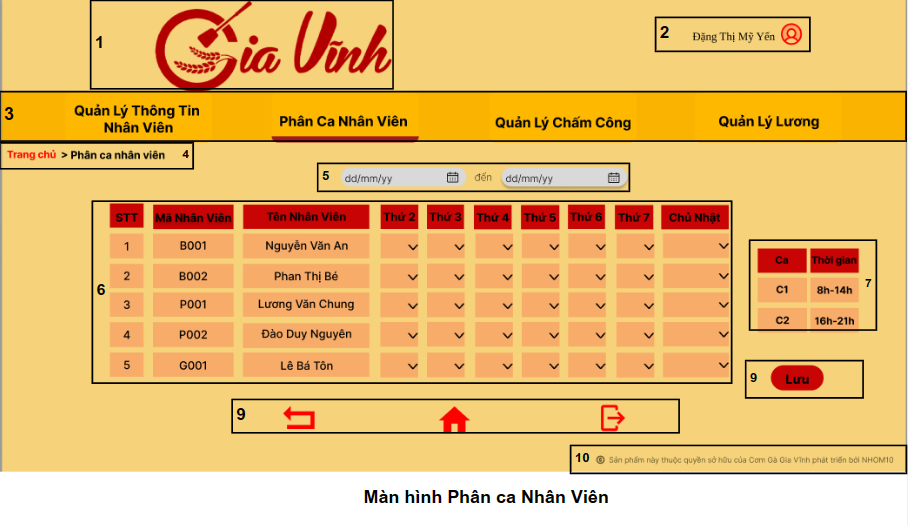 1
Gia Vĩnh
2 Đặng Thị Mỹ Yến
3 Quản Lý Thông Tin Nhân Viên Phân Ca Nhân Viên Quản Lý Chấm Công Quản Lý Lương
Trang chủ > Phân ca nhân viên 4
5 dd/mm/yy đến dd/mm/yy
6
STT Mã Nhân Viên Tên Nhân Viên Thứ 2 Thứ 3 Thứ 4 Thứ 5 Thứ 6 Thứ 7 Chủ Nhật
1 B001 Nguyễn Văn An
2 B002 Phan Thị Bé
3 P001 Lương Văn Chung
4 P002 Đào Duy Nguyên
5 G001 Lê Bá Tôn
Ca Thời gian 7
C1 8h-14h
C2 16h-21h
9 Lưu
9
10 © Sản phẩm này thuộc quyền sở hữu của Cơm Gà Gia Vĩnh phát triển bởi NHOM10
Màn hình Phân ca Nhân Viên